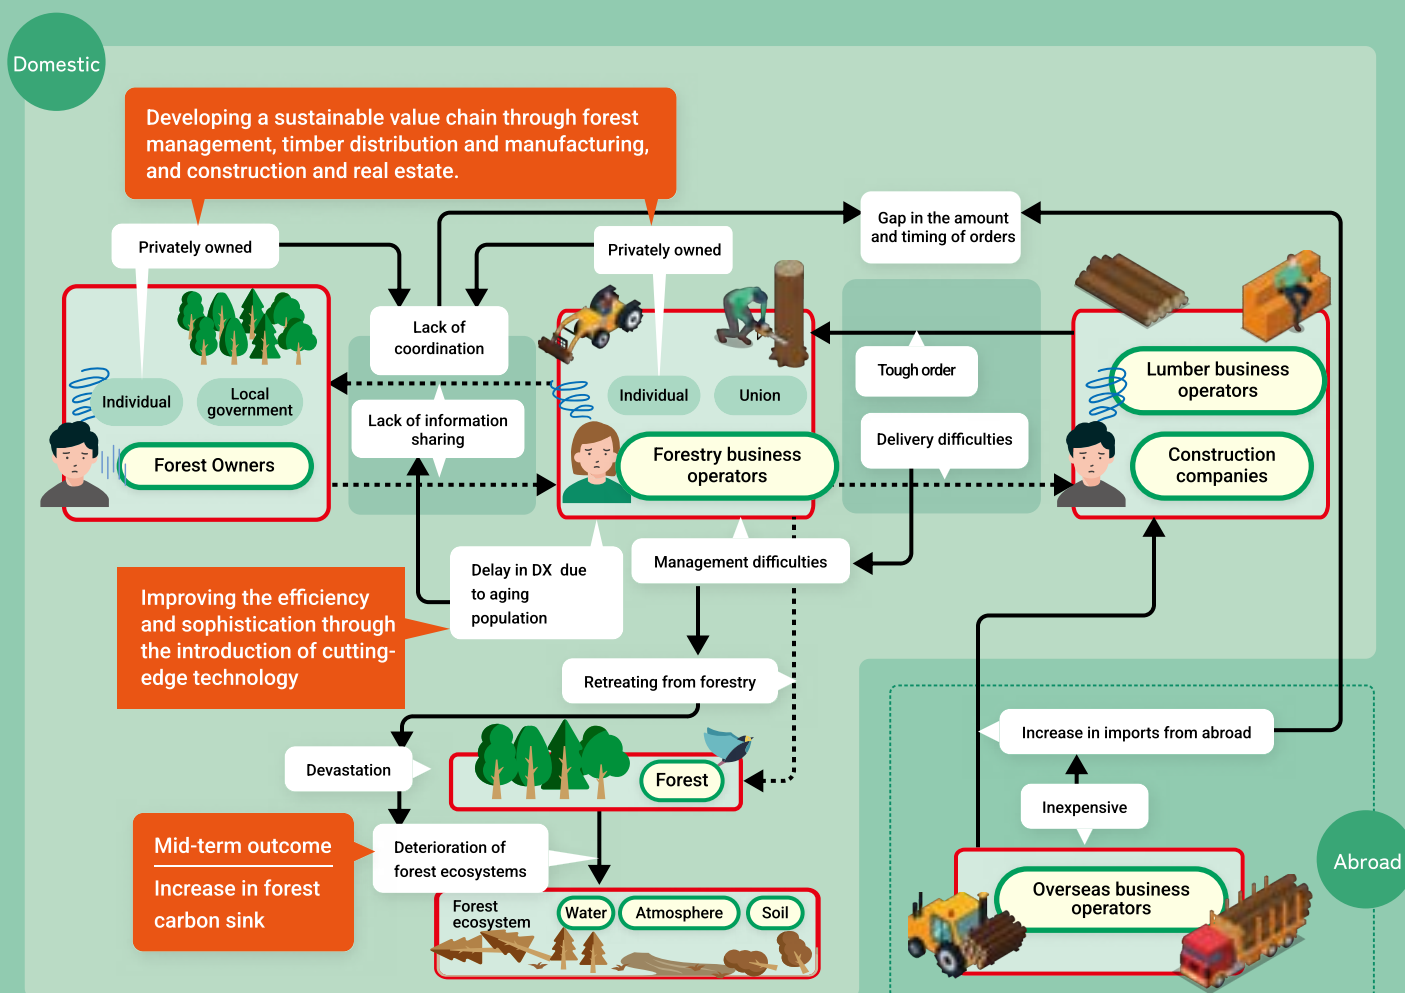 Domestic
Developing a sustainable value chain through forest
management, timber distribution and manufacturing,
and construction and real estate.
Privately owned
Privately owned
Gap in the amount
and timing of orders
Lack of
coordination
Individual
Local
government
Forest Owners
Lack of information
sharing
Individual
Union
Forestry business
operators
Tough order
Delivery difficulties
Lumber business
operators
Construction
companies
Delay in DX due
to aging
population
Management difficulties
Improving the efficiency
and sophistication through
the introduction of cutting-
edge technology
Retreating from forestry
Devastation
Forest
Increase in imports from abroad
Inexpensive
Mid-term outcome
Increase in forest
carbon sink
Deterioration of
forest ecosystems
Abroad
Overseas business
operators
Forest
ecosystem
Water
Atmosphere
Soil